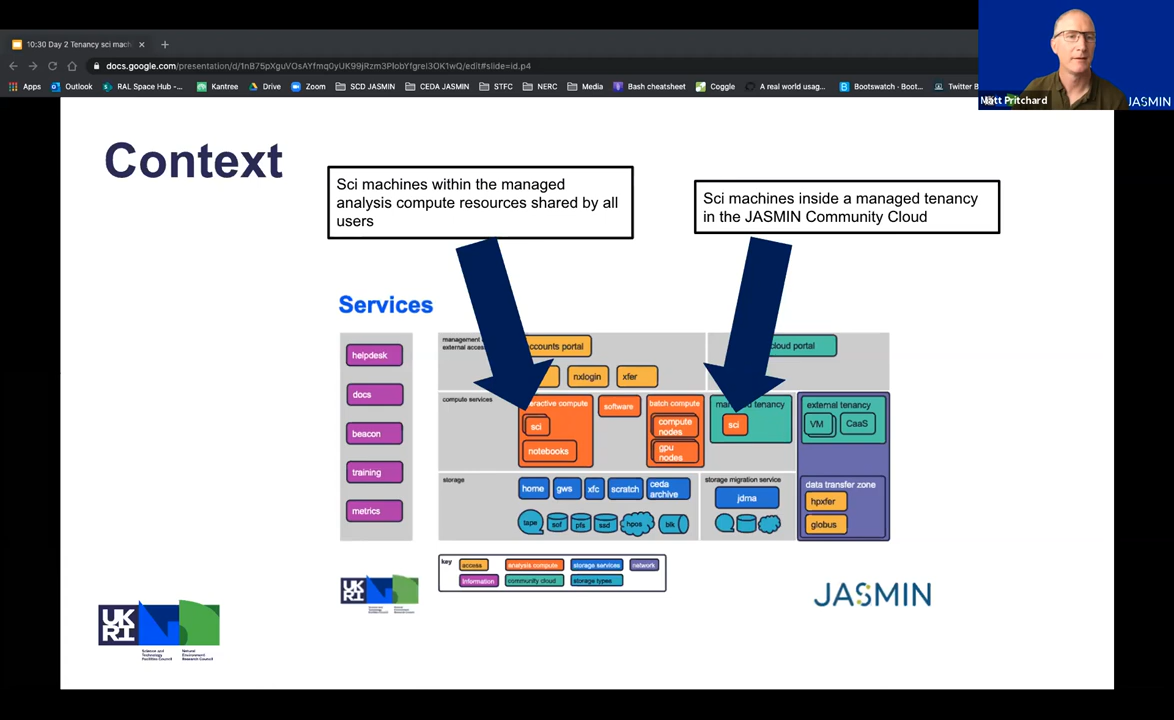 10:30 Day 2 Tenancy sci mach
docs.google.com/presentation/d/1nB75pXguVOsAYfmq0yUK99jRzm3PlobYfgreI3OK1wQ/edit#slide=id.p4
Apps Outlook RAL Space Hub -... Kantree Drive Zoom SCD JASMIN CEDA JASMIN STFC NERC Media Bash cheatsheet Coggle A real world usag... Bootswatch - Boot... Twitter B
Matt Pritchard
JASMIN
Context
Sci machines within the managed
analysis compute resources shared by all
users
Sci machines inside a managed tenancy
in the JASMIN Community Cloud
Services
helpdesk
docs
beacon
training
metrics
management
external access
accounts portal
cloud portal
nxlogin xfer
compute services
interactive compute
sci
notebooks
software
batch compute
compute
nodes
gpu
nodes
managed tenancy
sci
external tenancy
VM CaaS
storage
home gws xfc scratch ceda
archive
tape sof pfs ssd hpos blk
storage migration service
jdma
data transfer zone
hpxfer
globus
key
access analysis compute storage services network
information community cloud storage types
UK
RI
JASMIN
UK
RI
Science and
Technology
Facilities Council
Natural
Environment
Research Council